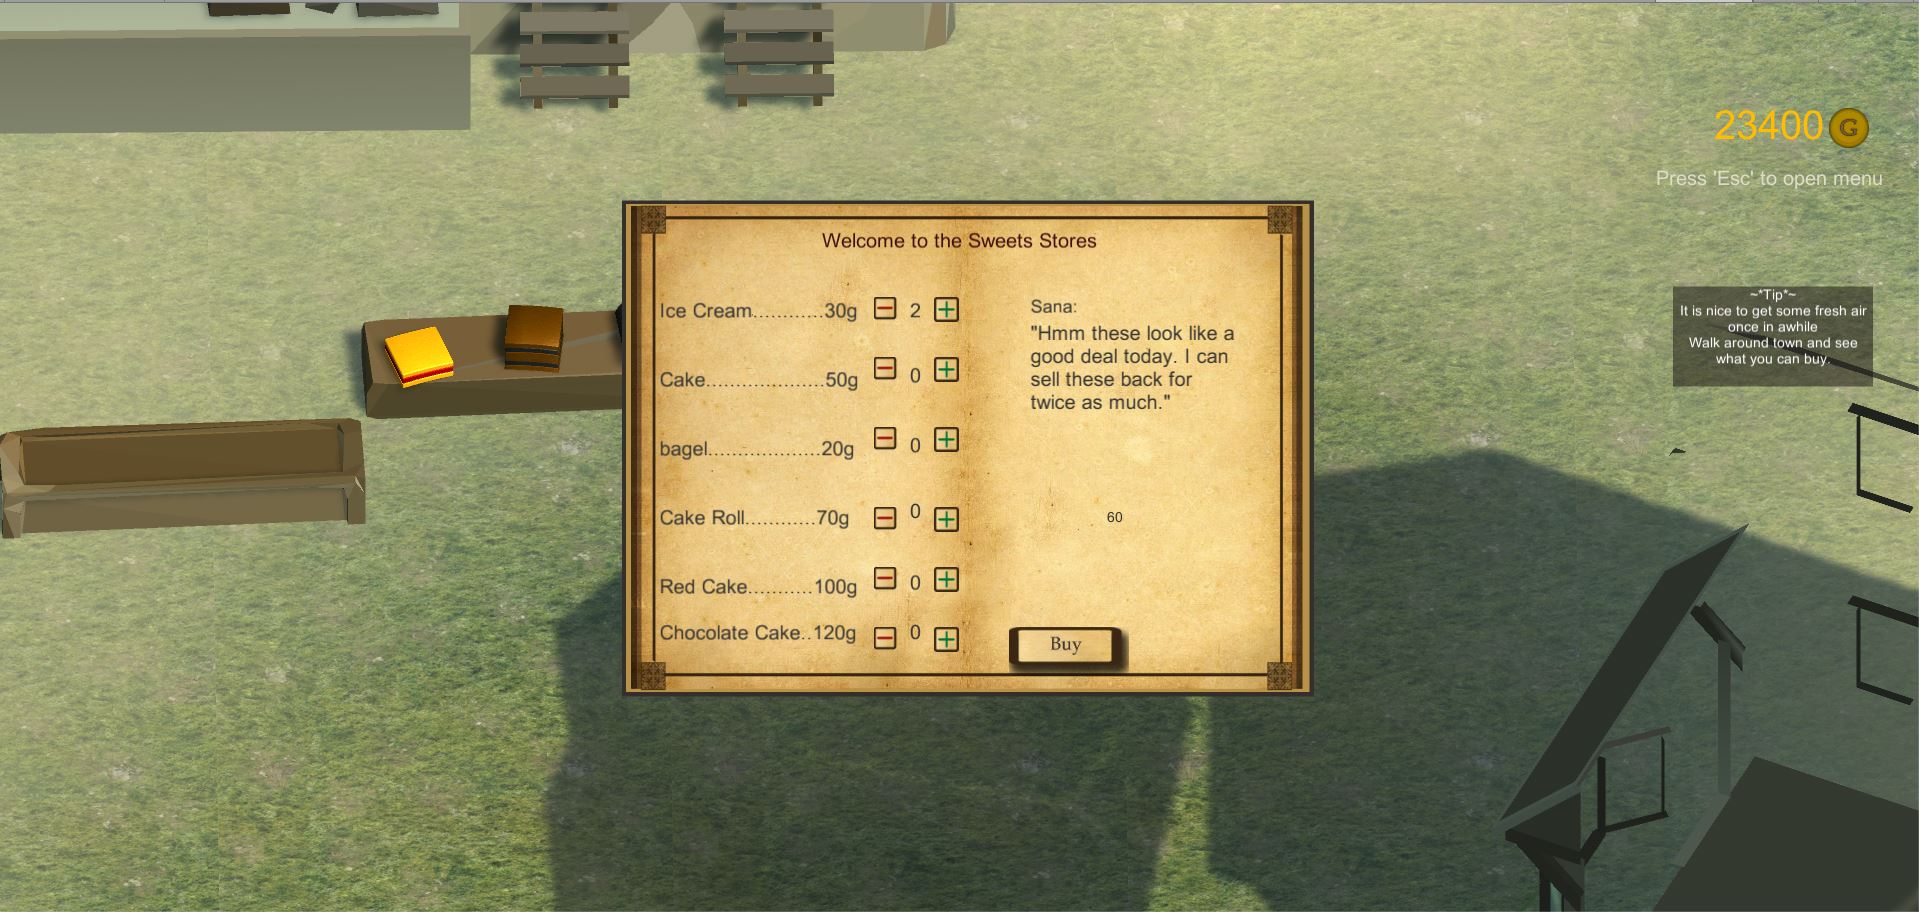 23400 G
Press 'Esc' to open menu
Welcome to the Sweets Stores
Ice Cream............30g - 2 +
Cake.....................50g - 0 +
bagel....................20g - 0 +
Cake Roll............70g - 0 +
Red Cake...........100g - 0 +
Chocolate Cake..120g - 0 +
Sana:
"Hmm these look like a
good deal today. I can
sell these back for
twice as much."
60
Buy
~*Tip*~
It is nice to get some fresh air
once in awhile
Walk around town and see
what you can buy.